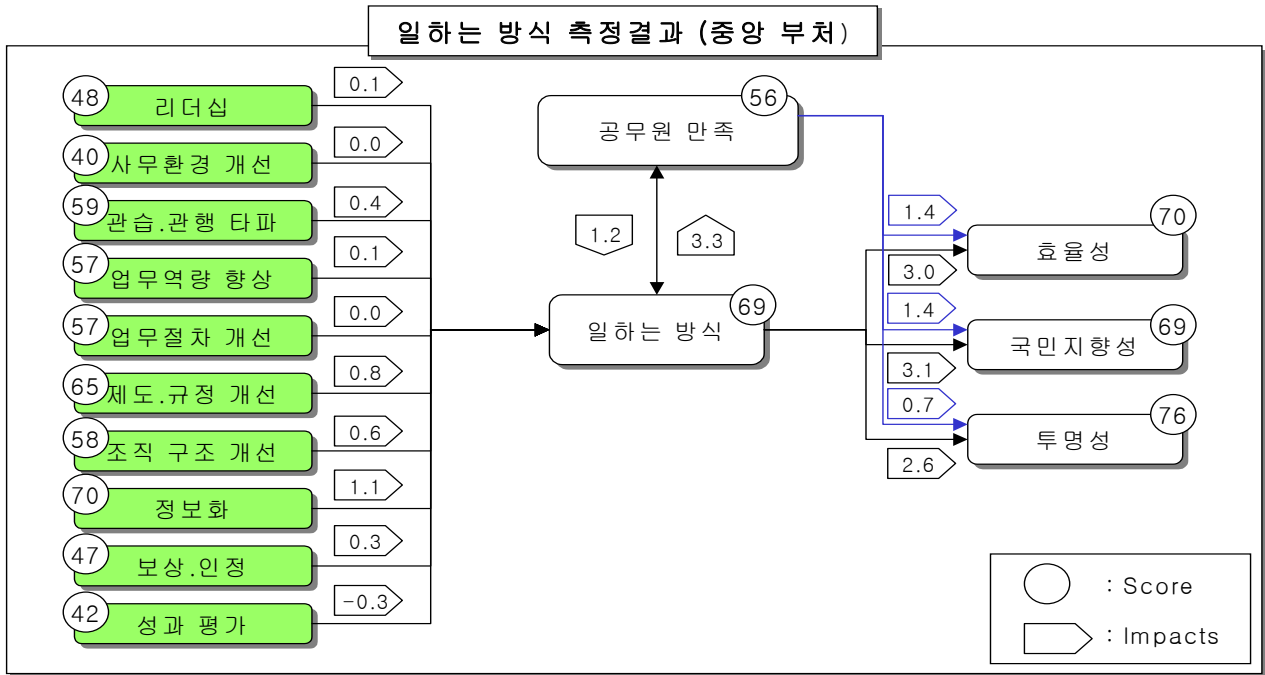 일하는 방식 측정결과 (중앙 부처)
48
리더십
0.1
40
사무환경 개선
0.0
59
관습.관행 타파
0.4
57
업무역량 향상
0.1
57
업무절차 개선
0.0
65
제도.규정 개선
0.8
58
조직 구조 개선
0.6
70
정보화
1.1
47
보상.인정
0.3
42
성과 평가
-0.3
56
공무원 만족
1.2
3.3
69
일하는 방식
1.4
3.0
1.4
3.1
0.7
2.6
70
효율성
69
국민지향성
76
투명성
: Score
: Impacts